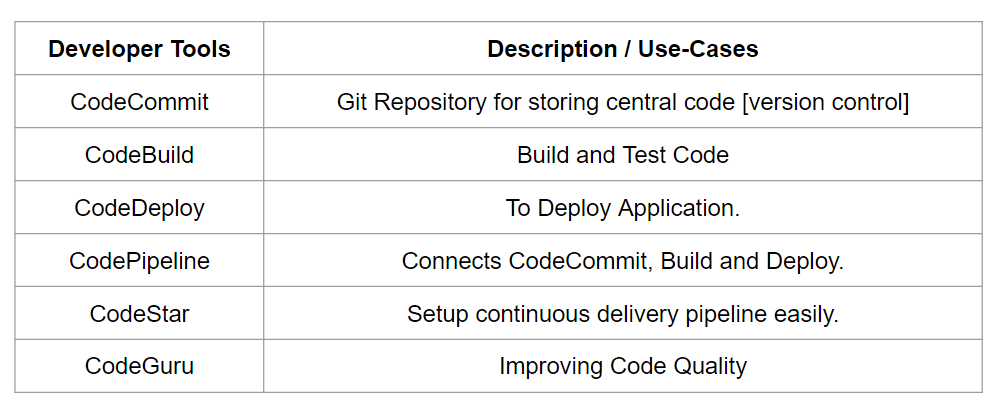 Developer Tools Description / Use-Cases
CodeCommit Git Repository for storing central code [version control]
CodeBuild Build and Test Code
CodeDeploy To Deploy Application.
CodePipeline Connects CodeCommit, Build and Deploy.
CodeStar Setup continuous delivery pipeline easily.
CodeGuru Improving Code Quality